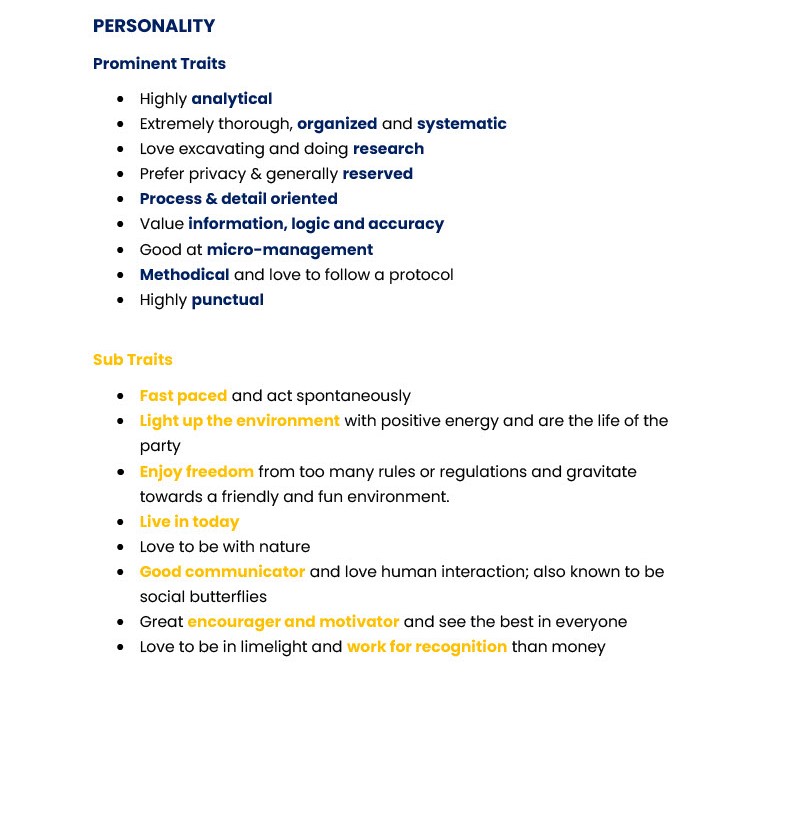 PERSONALITY
Prominent Traits
• Highly analytical
• Extremely thorough, organized and systematic
• Love excavating and doing research
• Prefer privacy & generally reserved
• Process & detail oriented
• Value information, logic and accuracy
• Good at micro-management
• Methodical and love to follow a protocol
• Highly punctual
Sub Traits
• Fast paced and act spontaneously
• Light up the environment with positive energy and are the life of the
party
• Enjoy freedom from too many rules or regulations and gravitate
towards a friendly and fun environment.
• Live in today
• Love to be with nature
• Good communicator and love human interaction; also known to be
social butterflies
• Great encourager and motivator and see the best in everyone
• Love to be in limelight and work for recognition than money